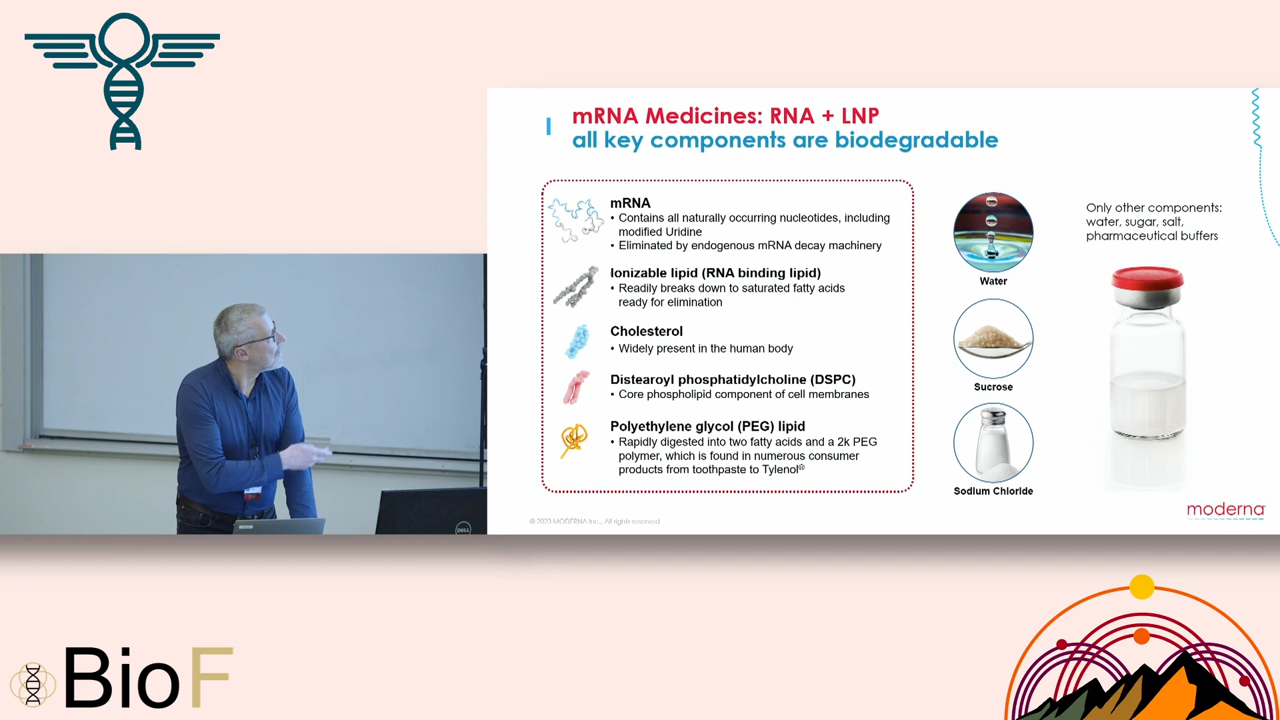 mRNA Medicines: RNA + LNP
all key components are biodegradable
mRNA
• Contains all naturally occurring nucleotides, including
modified Uridine
• Eliminated by endogenous mRNA decay machinery
Ionizable lipid (RNA binding lipid)
• Readily breaks down to saturated fatty acids
ready for elimination
Cholesterol
• Widely present in the human body
Distearoyl phosphatidylcholine (DSPC)
• Core phospholipid component of cell membranes
Polyethylene glycol (PEG) lipid
• Rapidly digested into two fatty acids and a 2k PEG
polymer, which is found in numerous consumer
products from toothpaste to Tylenol®
Water
Sucrose
Sodium Chloride
Only other components:
water, sugar, salt,
pharmaceutical buffers
© 2023 MODERNA Inc., All rights reserved
moderna
DELL
BioF